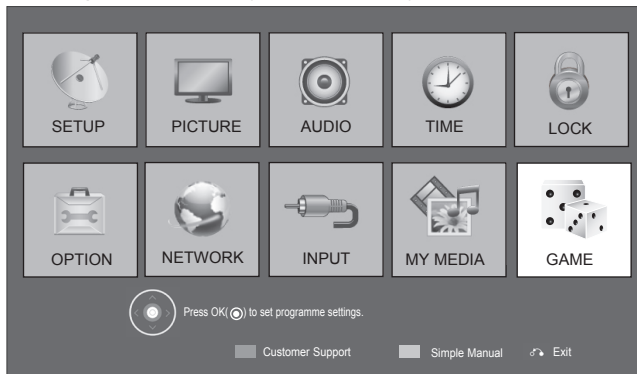 SETUP PICTURE AUDIO TIME LOCK
OPTION NETWORK INPUT MY MEDIA GAME
Press OK( ) to set programme settings.
Customer Support Simple Manual Exit